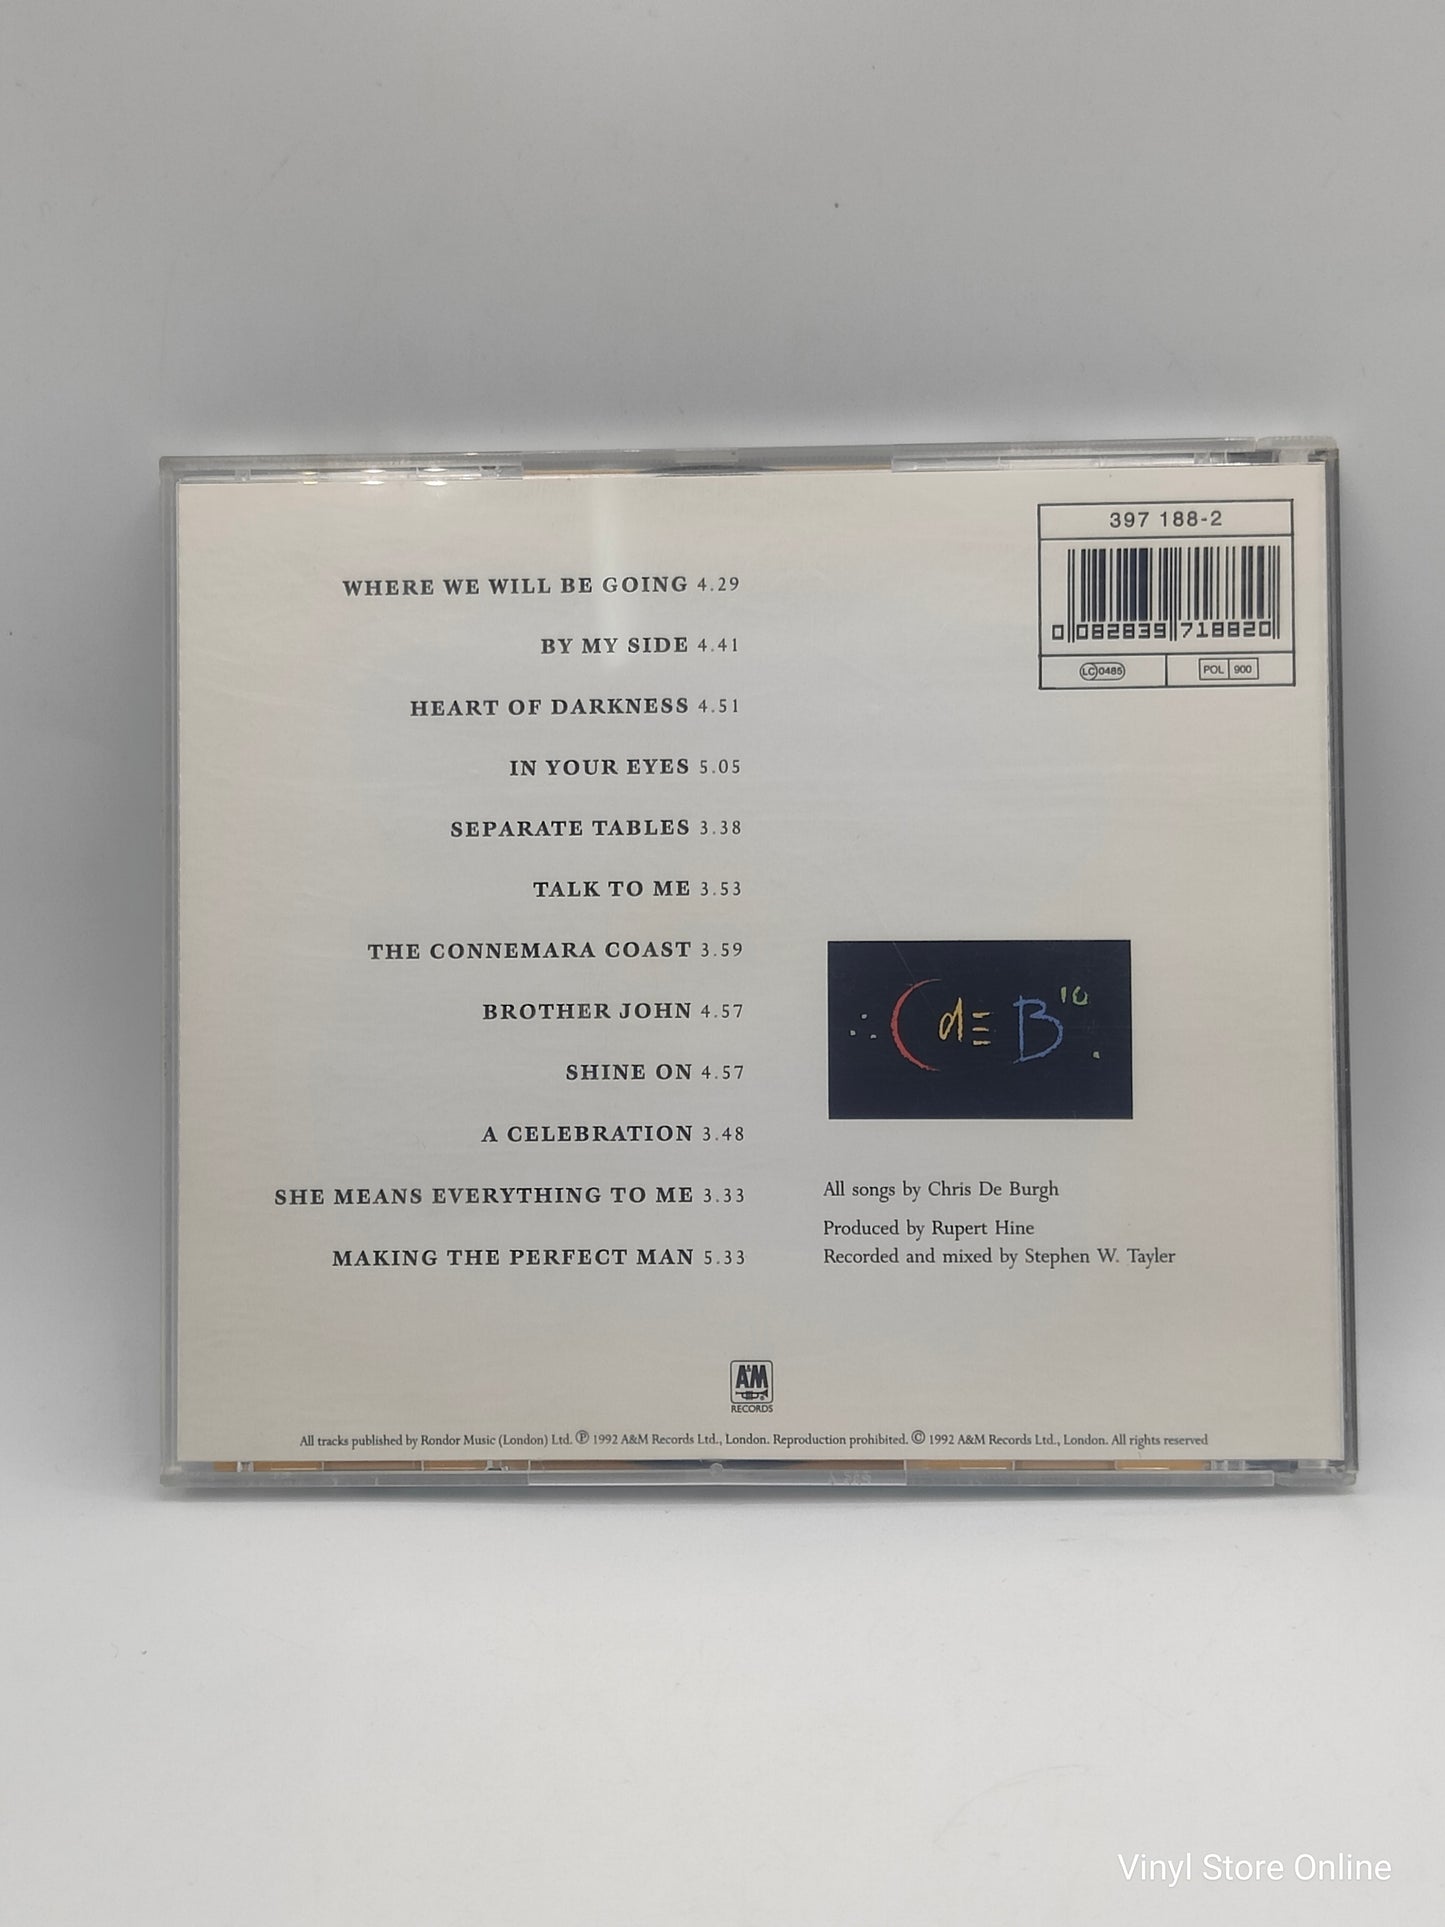 397 188-2
0 082839 718820
LC 0485
POL 900
WHERE WE WILL BE GOING 4.29
BY MY SIDE 4.41
HEART OF DARKNESS 4.51
IN YOUR EYES 5.05
SEPARATE TABLES 3.38
TALK TO ME 3.53
THE CONNEMARA COAST 3.59
BROTHER JOHN 4.57
SHINE ON 4.57
A CELEBRATION 3.48
SHE MEANS EVERYTHING TO ME 3.33
MAKING THE PERFECT MAN 5.33
C dE B '10
All songs by Chris De Burgh
Produced by Rupert Hine
Recorded and mixed by Stephen W. Tayler
A&M
RECORDS
All tracks published by Rondor Music (London) Ltd. ℗ 1992 A&M Records Ltd., London. Reproduction prohibited. © 1992 A&M Records Ltd., London. All rights reserved
Vinyl Store Online